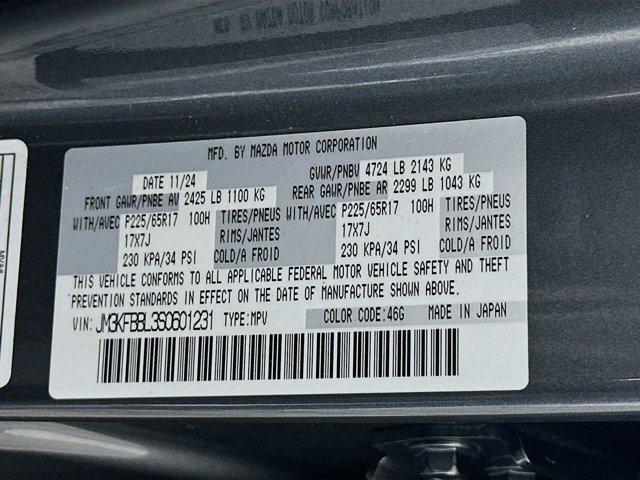 MFD. BY MAZDA MOTOR CORPORATION
DATE 11/24 GVWR/PNBV 4724 LB 2143 KG
FRONT GAWR/PNBE AV 2425 LB 1100 KG REAR GAWR/PNBE AR 2299 LB 1043 KG
WITH/AVEC P225/65R17 100H TIRES/PNEUS WITH/AVEC P225/65R17 100H TIRES/PNEUS
17X7J RIMS/JANTES 17X7J RIMS/JANTES
230 KPA/34 PSI COLD/A FROID 230 KPA/34 PSI COLD/A FROID
THIS VEHICLE CONFORMS TO ALL APPLICABLE FEDERAL MOTOR VEHICLE SAFETY AND THEFT
PREVENTION STANDARDS IN EFFECT ON THE DATE OF MANUFACTURE SHOWN ABOVE.
VIN: JM3KFBBL3S0601231 TYPE:MPV COLOR CODE:46G MADE IN JAPAN